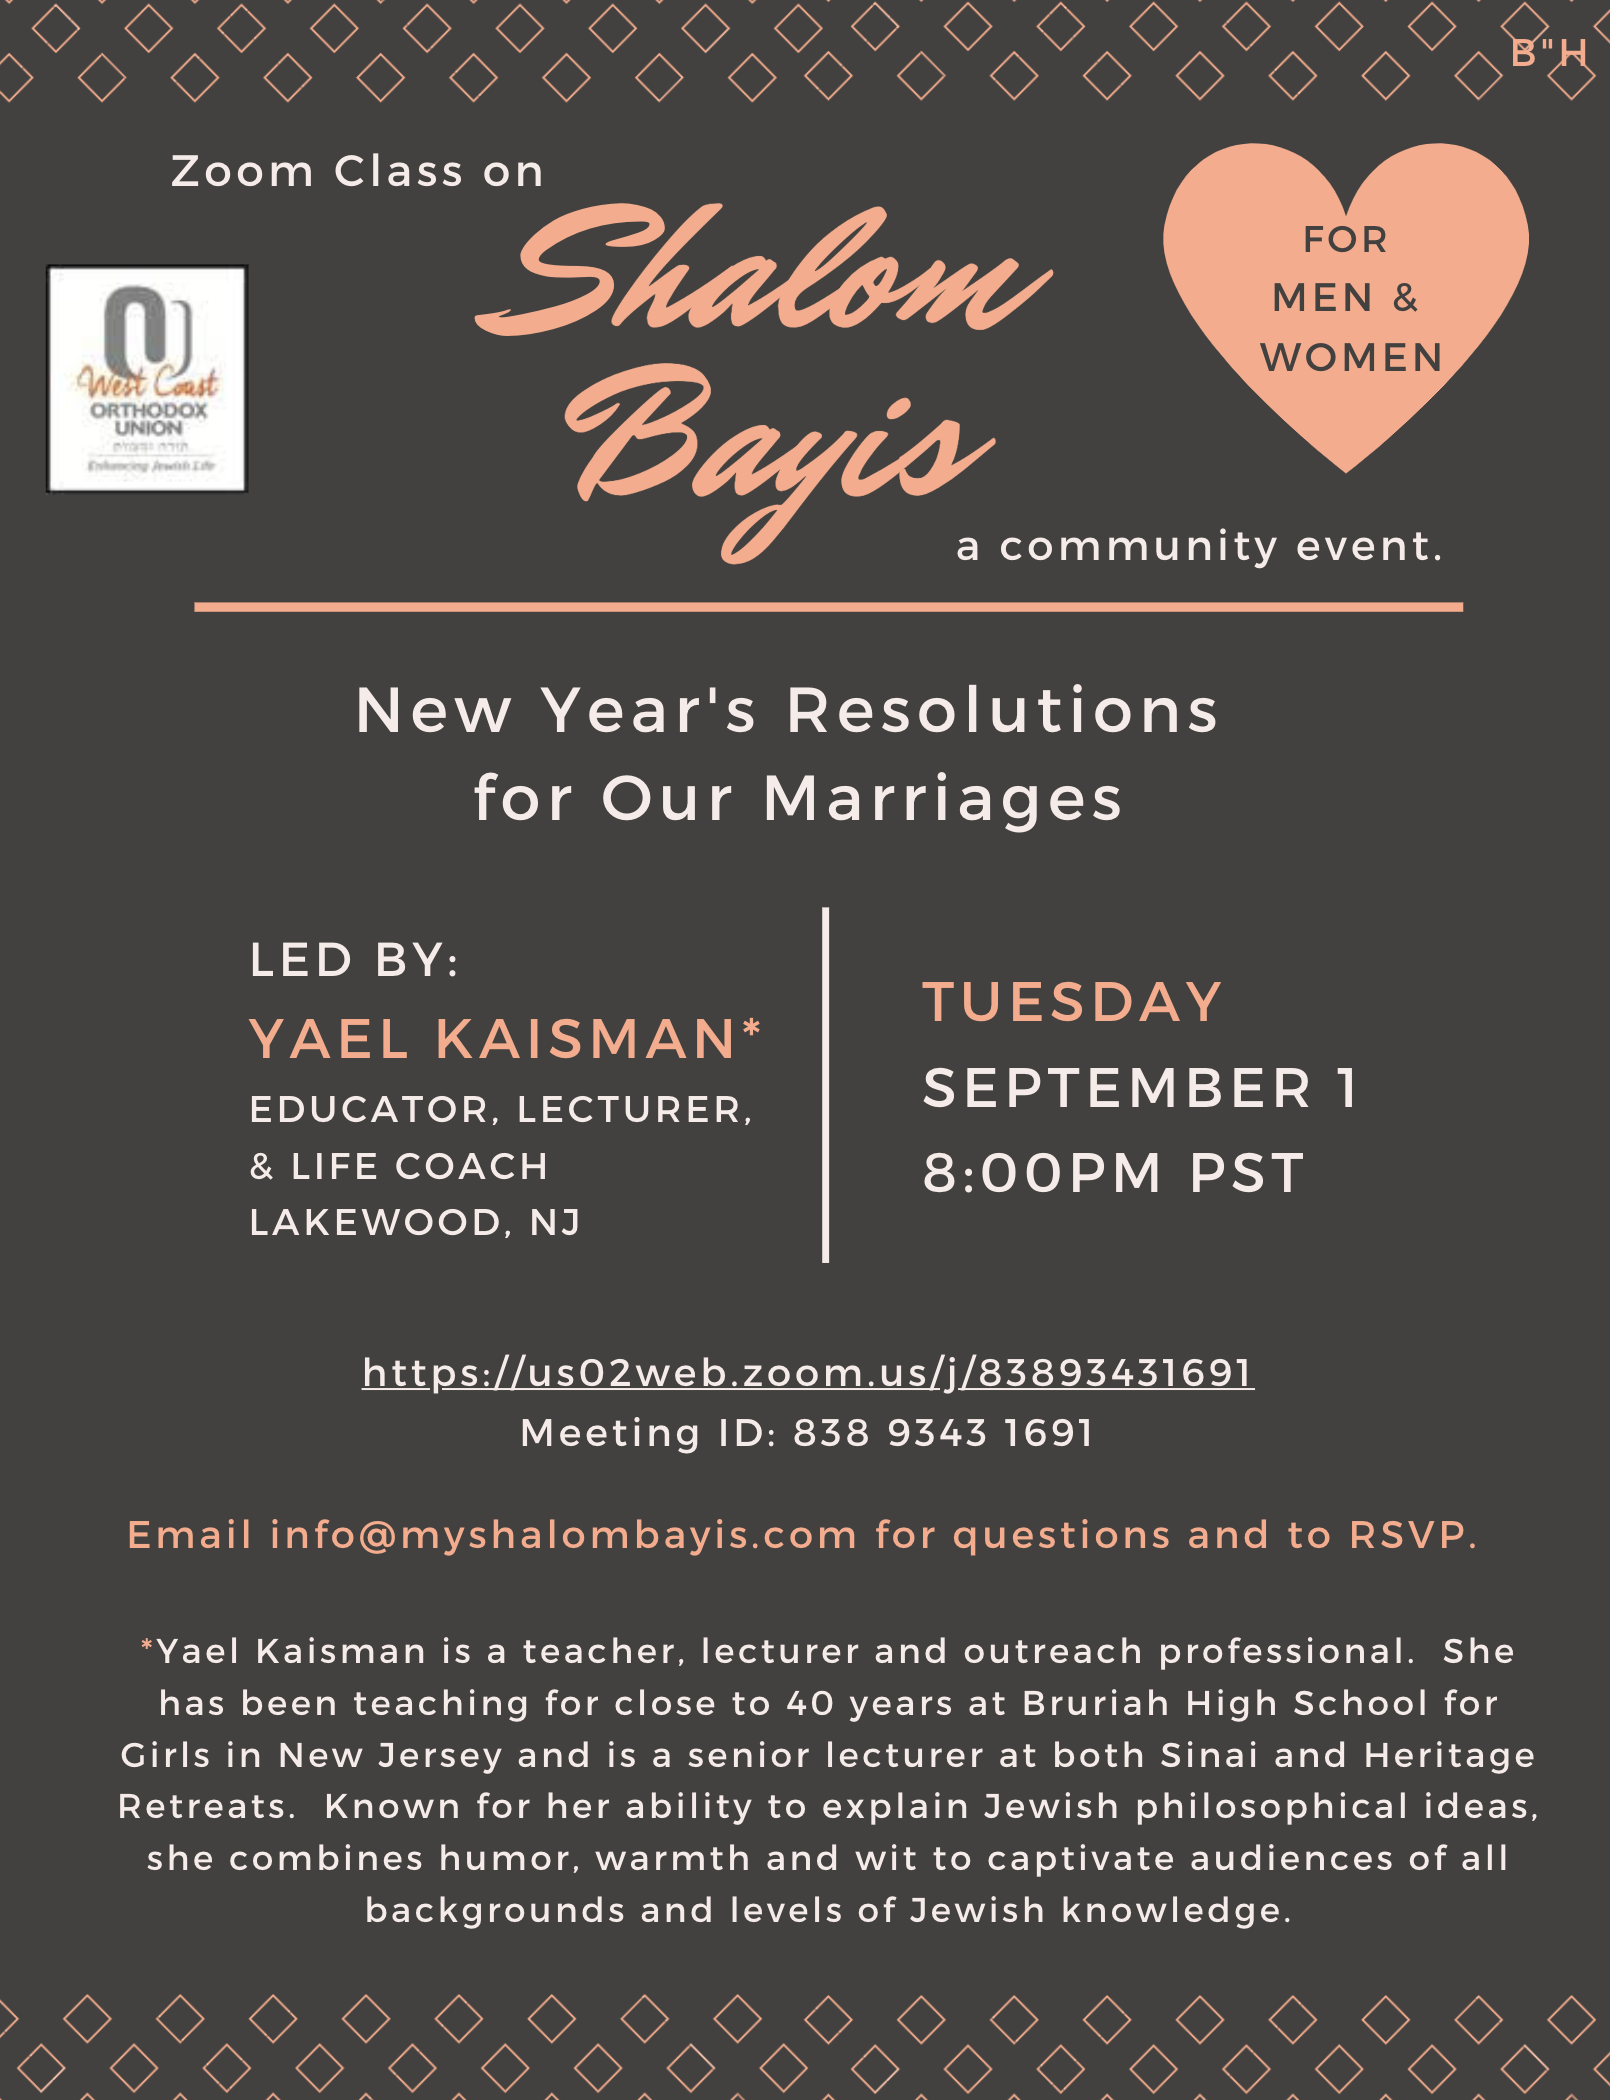 B"H
Zoom Class on
Shalom
Bayis
FOR
MEN &
WOMEN
West Coast
ORTHODOX
UNION
Enhancing Jewish Life
a community event.
New Year's Resolutions
for Our Marriages
LED BY:
YAEL KAISMAN*
EDUCATOR, LECTURER,
& LIFE COACH
LAKEWOOD, NJ
TUESDAY
SEPTEMBER 1
8:00PM PST
https://us02web.zoom.us/j/83893431691
Meeting ID: 838 9343 1691
Email info@myshalombayis.com for questions and to RSVP.
*Yael Kaisman is a teacher, lecturer and outreach professional.  She
has been teaching for close to 40 years at Bruriah High School for
Girls in New Jersey and is a senior lecturer at both Sinai and Heritage
Retreats.  Known for her ability to explain Jewish philosophical ideas,
she combines humor, warmth and wit to captivate audiences of all
backgrounds and levels of Jewish knowledge.